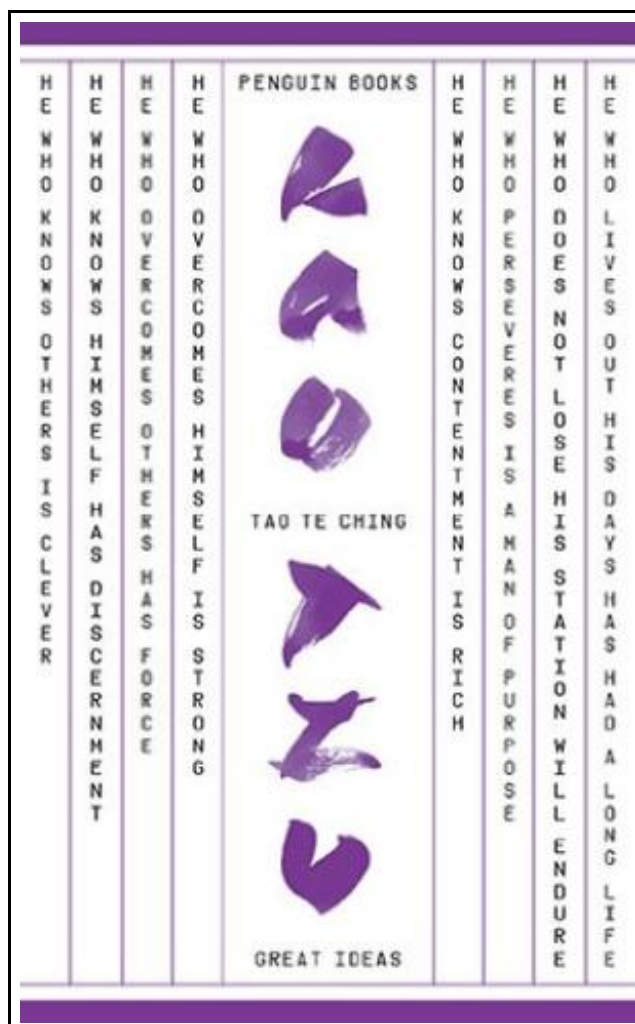 HE WHO KNOWS OTHERS IS CLEVER
HE WHO KNOWS HIMSELF HAS DISCERNMENT
HE WHO OVERCOMES OTHERS HAS FORCE
HE WHO OVERCOMES HIMSELF IS STRONG
PENGUIN BOOKS
LAO
TAO TE CHING
TZU
GREAT IDEAS
HE WHO KNOWS CONTENTMENT IS RICH
HE WHO PERSEVERES IS A MAN OF PURPOSE
HE WHO DOES NOT LOSE HIS STATION WILL ENDURE
HE WHO LIVES OUT HIS DAYS HAS HAD A LONG LIFE